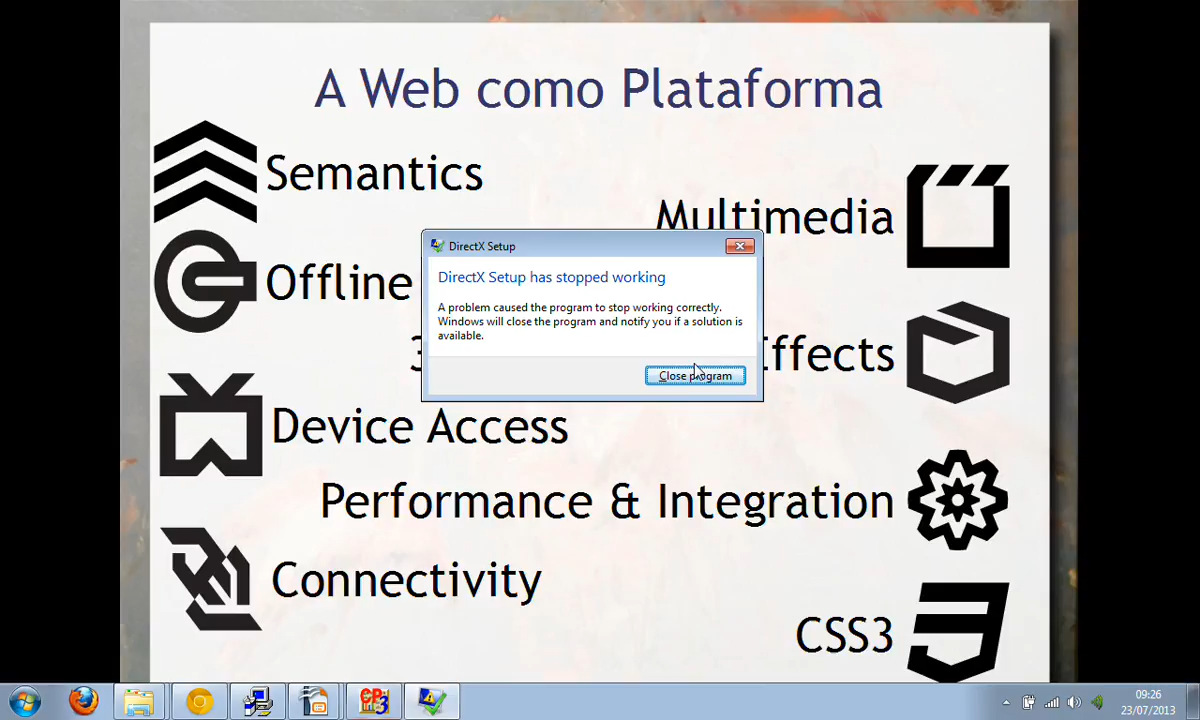 A Web como Plataforma
Semantics
Multimedia
DirectX Setup
DirectX Setup has stopped working
A problem caused the program to stop working correctly.
Windows will close the program and notify you if a solution is
available.
Close program
Offline
3
Effects
Device Access
Performance & Integration
Connectivity
CSS3
09:26
23/07/2013